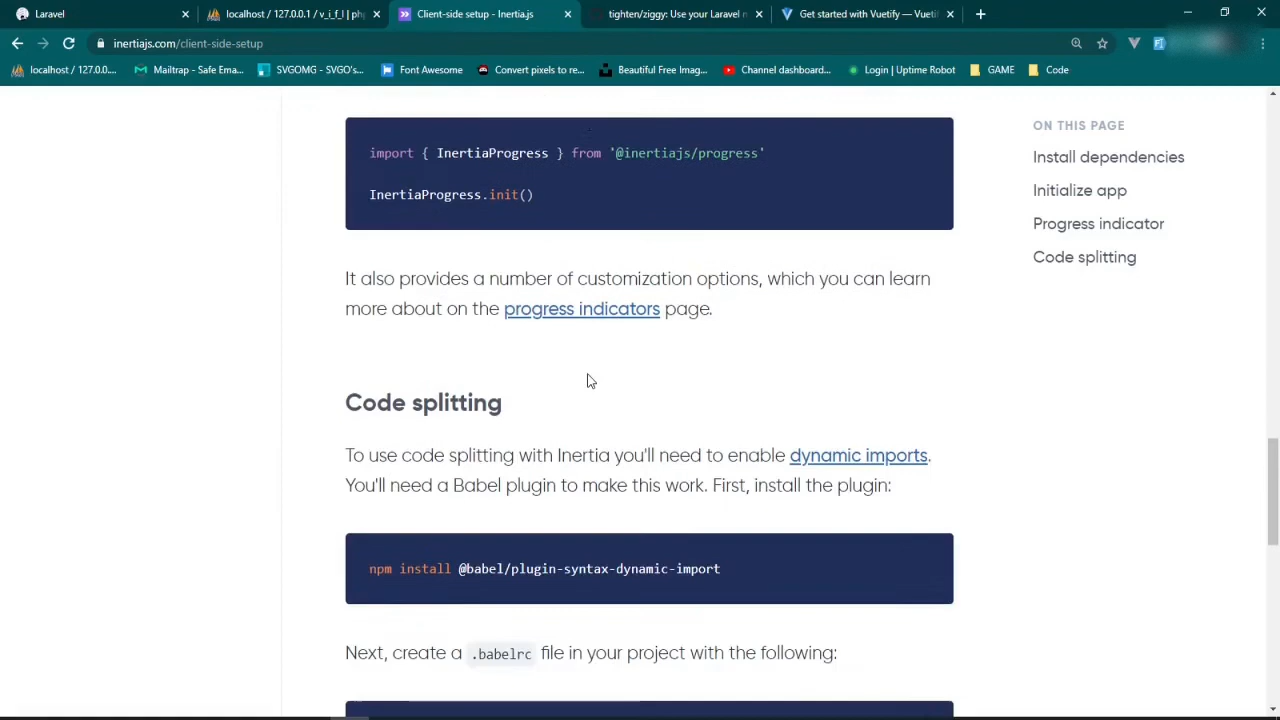 Laravel
localhost / 127.0.0.1 / v_i_f_l | ph
Client-side setup - Inertia.js
tighten/ziggy: Use your Laravel n
Get started with Vuetify — Vueti
inertiajs.com/client-side-setup
localhost / 127.0.0....
Mailtrap - Safe Ema...
SVGOMG - SVGO's...
Font Awesome
Convert pixels to re...
Beautiful Free Imag...
Channel dashboard...
Login | Uptime Robot
GAME
Code
import { InertiaProgress } from '@inertiajs/progress'
InertiaProgress.init()
It also provides a number of customization options, which you can learn
more about on the progress indicators page.
Code splitting
To use code splitting with Inertia you'll need to enable dynamic imports.
You'll need a Babel plugin to make this work. First, install the plugin:
npm install @babel/plugin-syntax-dynamic-import
Next, create a .babelrc file in your project with the following:
ON THIS PAGE
Install dependencies
Initialize app
Progress indicator
Code splitting